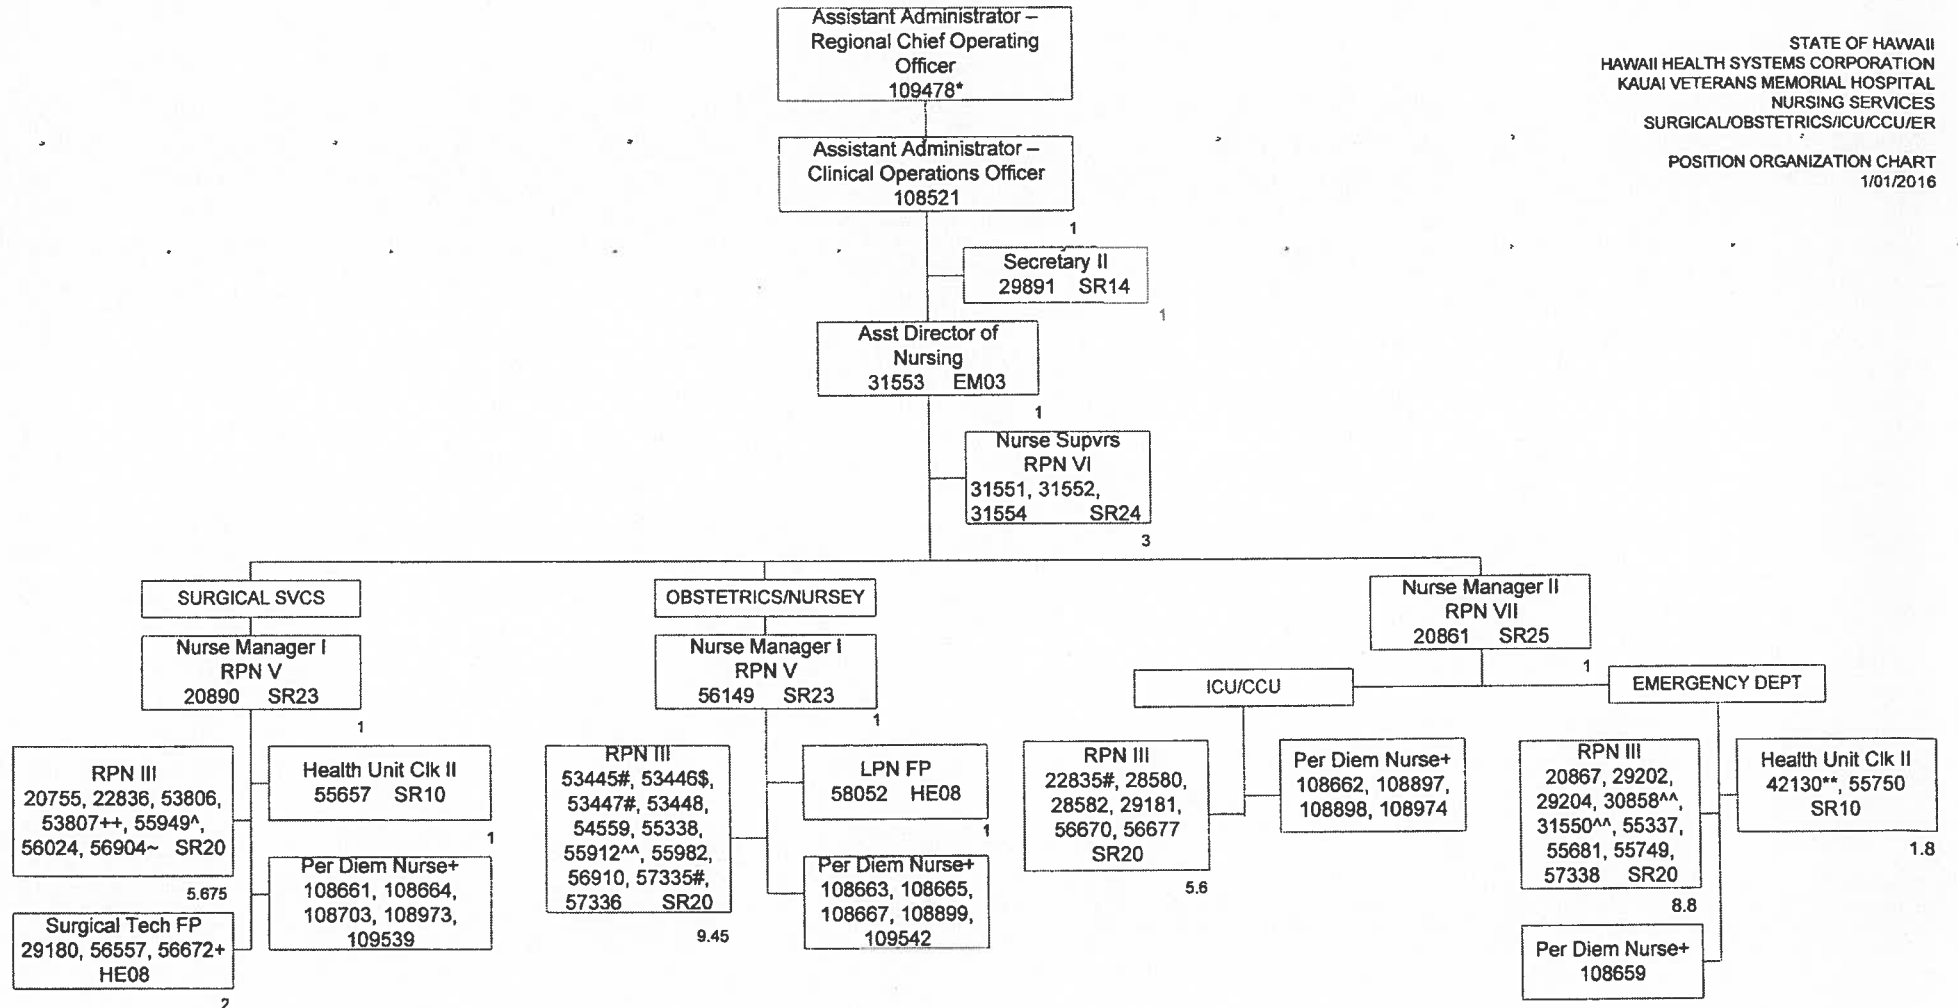 Assistant Administrator –
Regional Chief Operating
Officer
109478*
STATE OF HAWAII
HAWAII HEALTH SYSTEMS CORPORATION
KAUAI VETERANS MEMORIAL HOSPITAL
NURSING SERVICES
SURGICAL/OBSTETRICS/ICU/CCU/ER
POSITION ORGANIZATION CHART
1/01/2016
Assistant Administrator –
Clinical Operations Officer
108521
1
Secretary II
29891 SR14
1
Asst Director of
Nursing
31553 EM03
1
Nurse Supvrs
RPN VI
31551, 31552,
31554 SR24
3
SURGICAL SVCS
Nurse Manager I
RPN V
20890 SR23
1
RPN III
20755, 22836, 53806,
53807++, 55949^,
56024, 56904~ SR20
5.675
Health Unit Clk II
55657 SR10
1
Surgical Tech FP
29180, 56557, 56672+
HE08
2
Per Diem Nurse+
108661, 108664,
108703, 108973,
109539
OBSTETRICS/NURSEY
Nurse Manager I
RPN V
56149 SR23
1
RPN III
53445#, 53446$,
53447#, 53448,
54559, 55338,
55912^^, 55982,
56910, 57335#,
57336 SR20
9.45
LPN FP
58052 HE08
1
Per Diem Nurse+
108663, 108665,
108667, 108899,
109542
Nurse Manager II
RPN VII
20861 SR25
1
ICU/CCU
RPN III
22835#, 28580,
28582, 29181,
56670, 56677
SR20
5.6
Per Diem Nurse+
108662, 108897,
108898, 108974
EMERGENCY DEPT
RPN III
20867, 29202,
29204, 30858^^,
31550^^, 55337,
55681, 55749,
57338 SR20
8.8
Health Unit Clk II
42130**, 55750
SR10
1.8
Per Diem Nurse+
108659